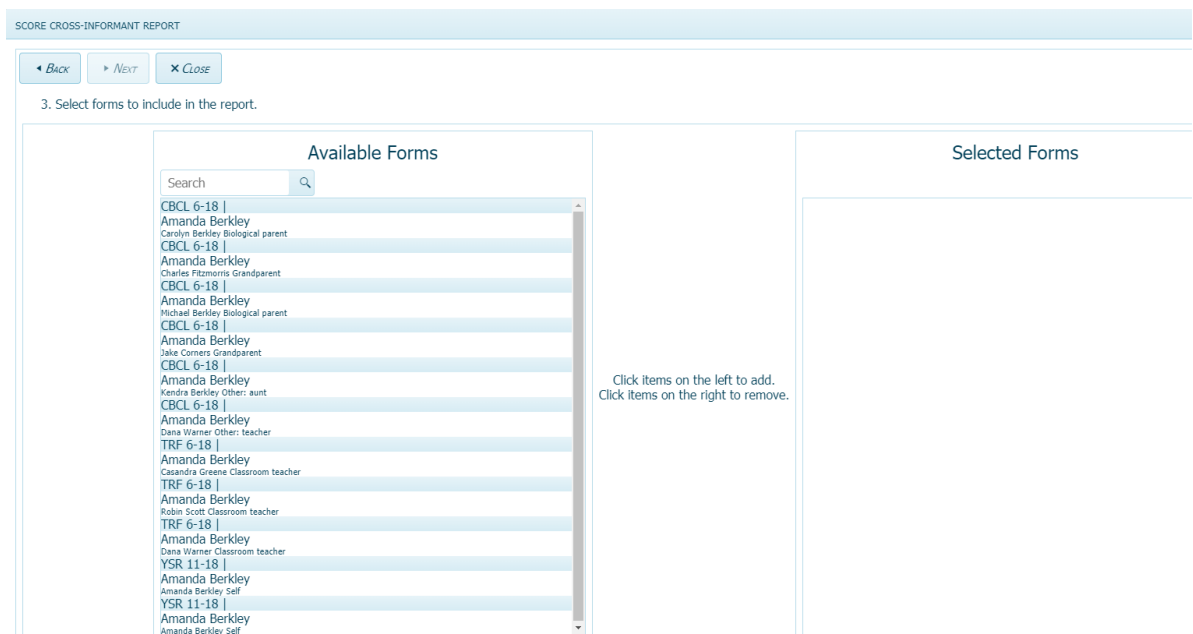 SCORE CROSS-INFORMANT REPORT
BACK
NEXT
CLOSE
3. Select forms to include in the report.
Available Forms
Search
CBCL 6-18 |
Amanda Berkley
Carolyn Berkley Biological parent
CBCL 6-18 |
Amanda Berkley
Charles Fitzmorris Grandparent
CBCL 6-18 |
Amanda Berkley
Michael Berkley Biological parent
CBCL 6-18 |
Amanda Berkley
Jake Corners Grandparent
CBCL 6-18 |
Amanda Berkley
Kendra Berkley Other: aunt
CBCL 6-18 |
Amanda Berkley
Dana Warner Other: teacher
TRF 6-18 |
Amanda Berkley
Casandra Greene Classroom teacher
TRF 6-18 |
Amanda Berkley
Robin Scott Classroom teacher
TRF 6-18 |
Amanda Berkley
Dana Warner Classroom teacher
YSR 11-18 |
Amanda Berkley
Amanda Berkley Self
YSR 11-18 |
Amanda Berkley
Amanda Berkley Self
Click items on the left to add.
Click items on the right to remove.
Selected Forms